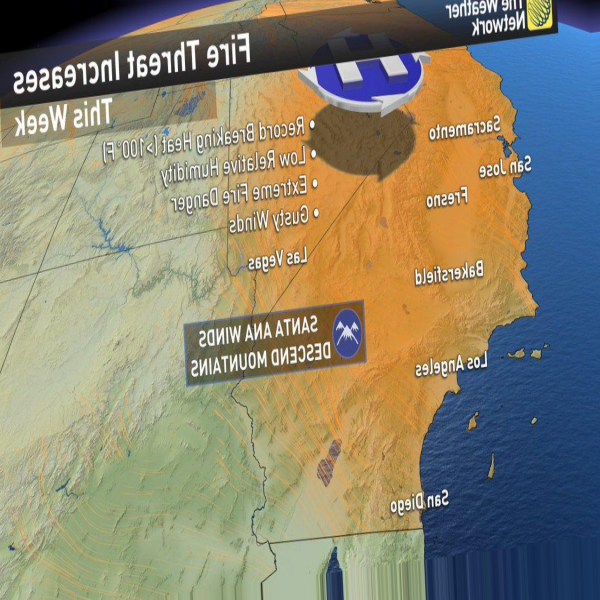 The Weather
Network
Fire Threat Increases
This Week
• Record Breaking Heat (>100°F)
• Low Relative Humidity
• Extreme Fire Danger
• Gusty Winds
H
Sacramento
San Jose
Fresno
Las Vegas
Bakersfield
SANTA ANA WINDS
DESCEND MOUNTAINS
Los Angeles
San Diego